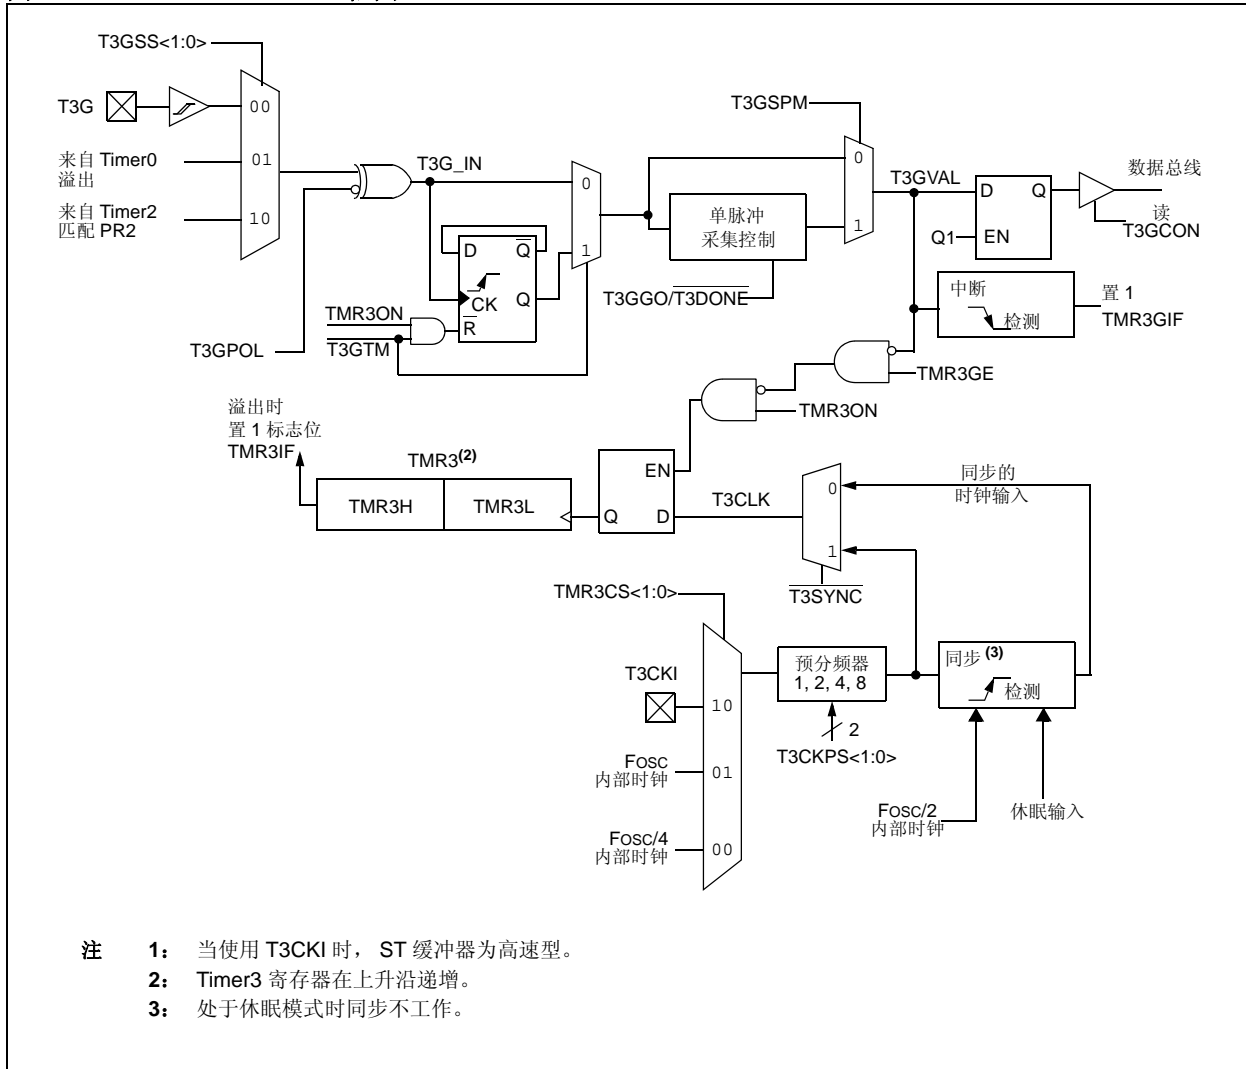 T3GSS<1:0>
T3G
00
来自 Timer0
溢出
01
来自 Timer2
匹配 PR2
10
T3GPOL
T3G_IN
0
1
D
Q
CK
Q
R
TMR3ON
T3GTM
T3GSPM
单脉冲
采集控制
T3GGO/T3DONE
0
1
T3GVAL
D
Q
Q1
EN
数据总线
读
T3GCON
中断
检测
置 1
TMR3GIF
TMR3GE
TMR3ON
溢出时
置 1 标志位
TMR3IF
TMR3(2)
TMR3H
TMR3L
EN
Q
D
T3CLK
0
1
T3SYNC
同步的
时钟输入
TMR3CS<1:0>
T3CKI
10
FOSC
内部时钟
01
FOSC/4
内部时钟
00
预分频器
1, 2, 4, 8
2
T3CKPS<1:0>
同步 (3)
检测
FOSC/2
内部时钟
休眠输入
注 1： 当使用 T3CKI 时， ST 缓冲器为高速型。
2： Timer3 寄存器在上升沿递增。
3： 处于休眠模式时同步不工作。